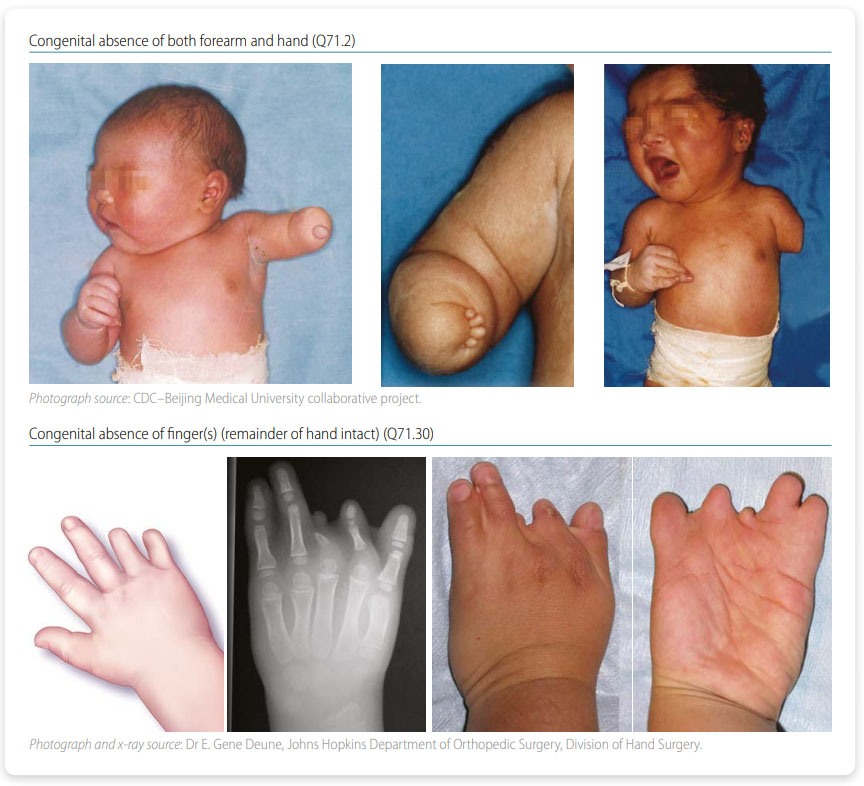 Congenital absence of both forearm and hand (Q71.2)
Photograph source: CDC–Beijing Medical University collaborative project.
Congenital absence of finger(s) (remainder of hand intact) (Q71.30)
Photograph and x-ray source: Dr E. Gene Deune, Johns Hopkins Department of Orthopedic Surgery, Division of Hand Surgery.